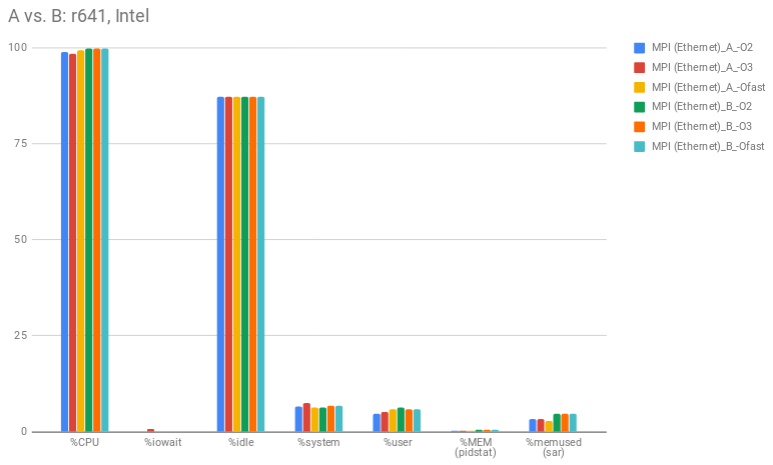 A vs. B: r641, Intel
100
75
50
25
0
%CPU
%iowait
%idle
%system
%user
%MEM
(pidstat)
%memused
(sar)
MPI (Ethernet)_A_-O2
MPI (Ethernet)_A_-O3
MPI (Ethernet)_A_-Ofast
MPI (Ethernet)_B_-O2
MPI (Ethernet)_B_-O3
MPI (Ethernet)_B_-Ofast